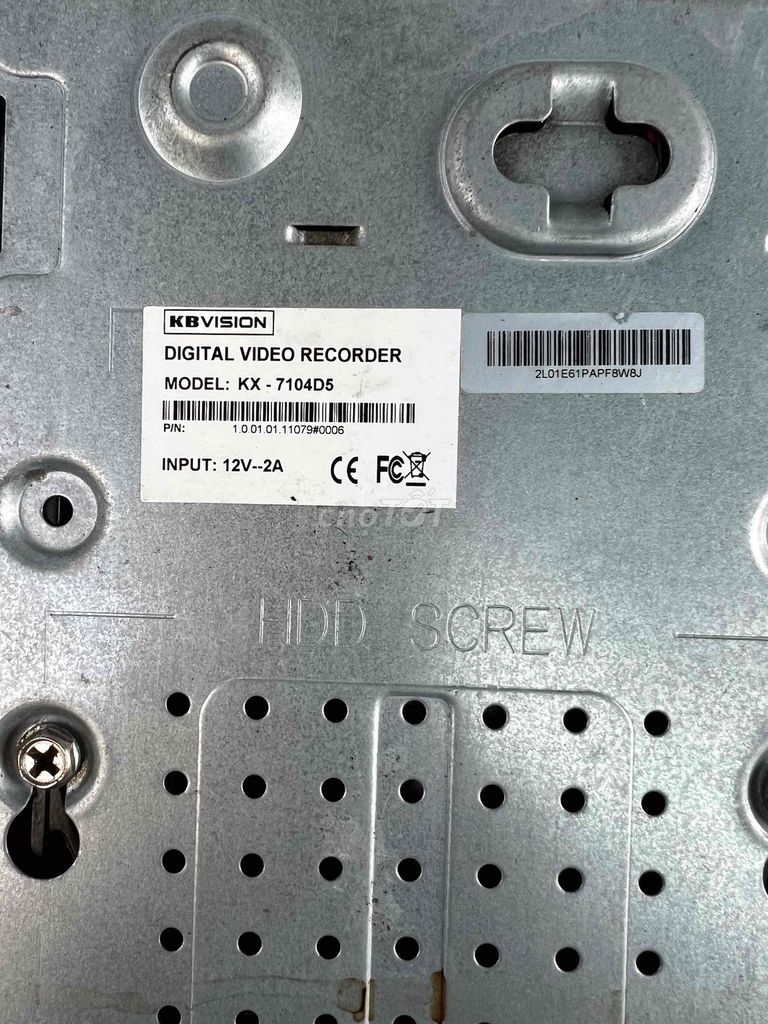 KBVISION
DIGITAL VIDEO RECORDER
MODEL: KX - 7104D5
P/N: 1.0.01.01.11079#0006
INPUT: 12V--2A CE FC
2L01E61PAPF8W8J
choTỐT
HDD SCREW